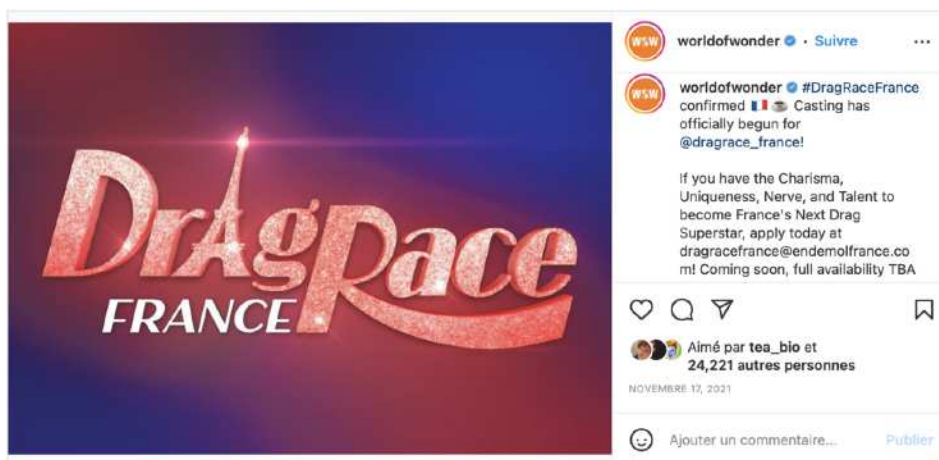 DragRace
FRANCE
WOW
worldofwonder • Suivre
WOW
worldofwonder #DragRaceFrance
confirmed 🇫🇷 ☕ Casting has
officially begun for
@dragrace_france!
If you have the Charisma,
Uniqueness, Nerve, and Talent to
become France's Next Drag
Superstar, apply today at
dragracefrance@endemolfrance.co
m! Coming soon, full availability TBA
Aimé par tea_bio et
24,221 autres personnes
NOVEMBRE 17, 2021
Ajouter un commentaire... Publier